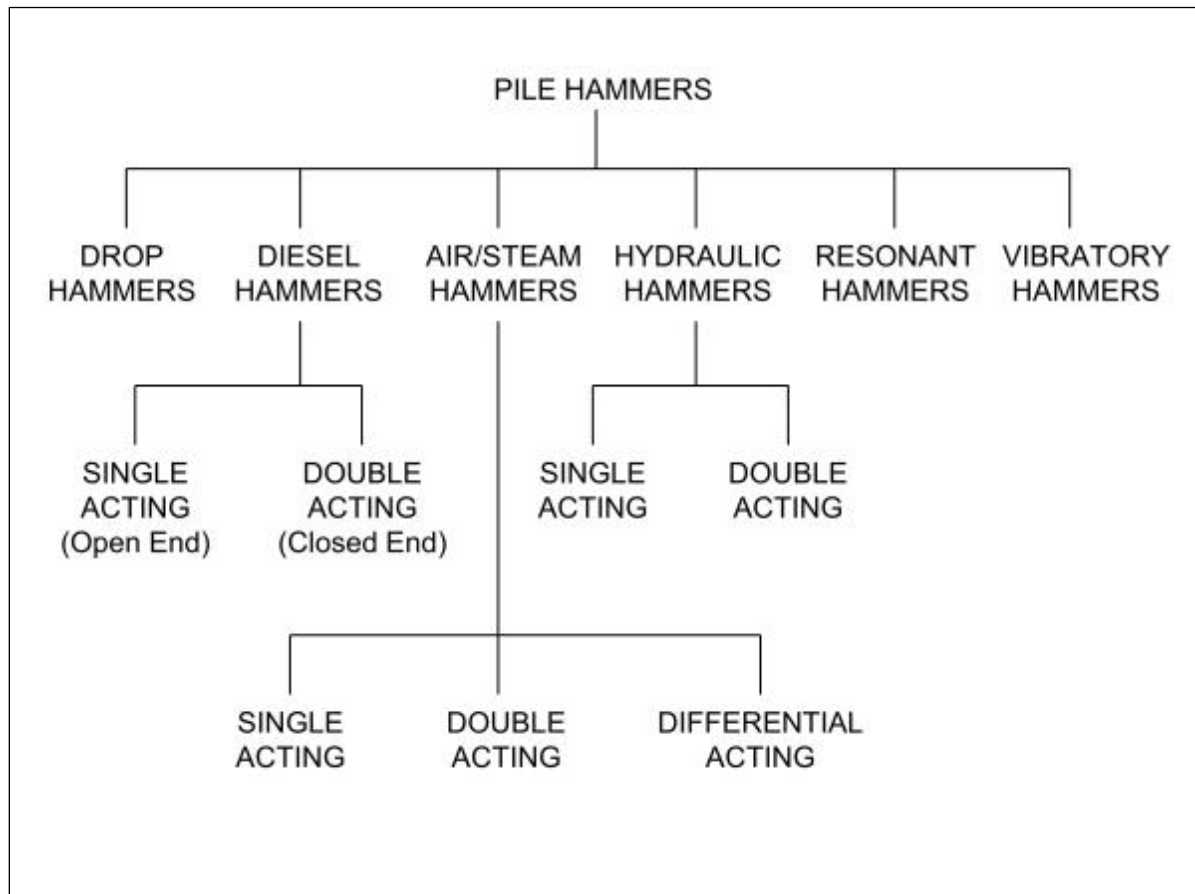 PILE HAMMERS
DROP
HAMMERS
DIESEL
HAMMERS
AIR/STEAM
HAMMERS
HYDRAULIC
HAMMERS
RESONANT
HAMMERS
VIBRATORY
HAMMERS
SINGLE
ACTING
(Open End)
DOUBLE
ACTING
(Closed End)
SINGLE
ACTING
DOUBLE
ACTING
SINGLE
ACTING
DOUBLE
ACTING
DIFFERENTIAL
ACTING